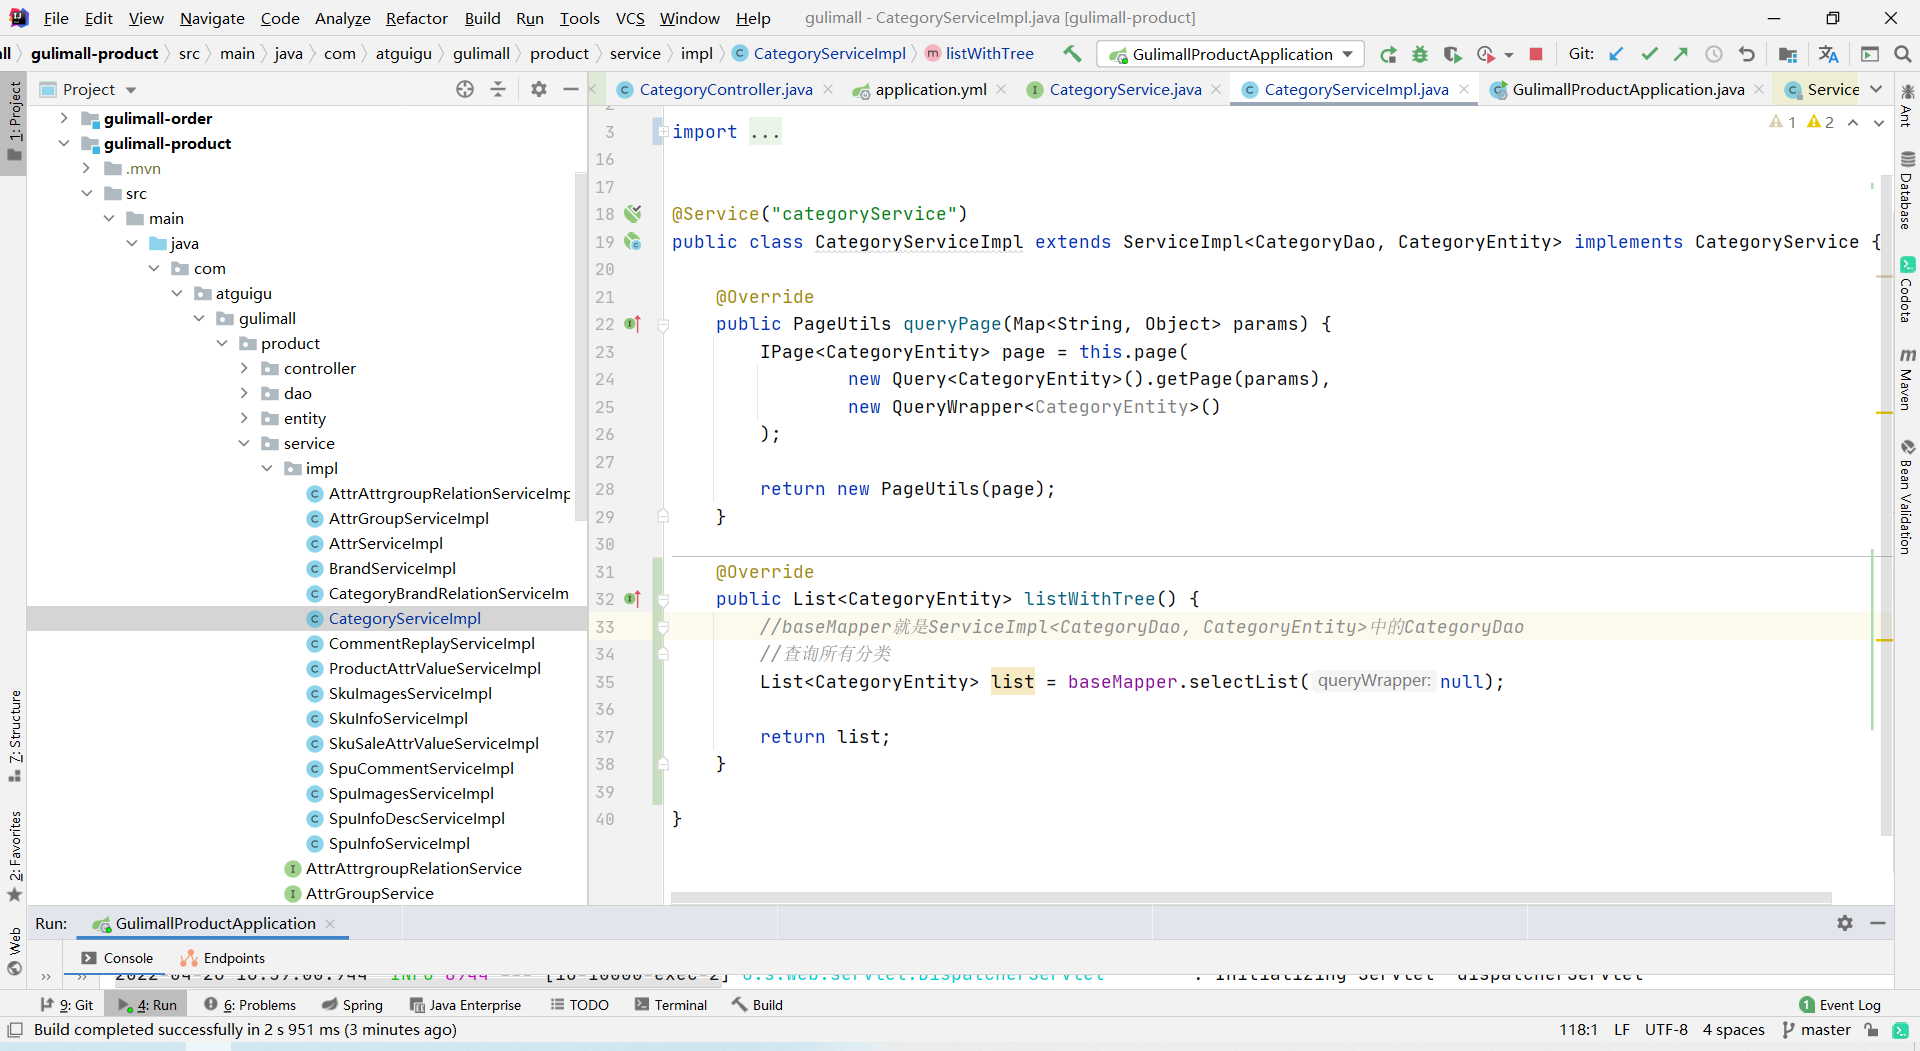 File Edit View Navigate Code Analyze Refactor Build Run Tools VCS Window Help gulimall - CategoryServiceImpl.java [gulimall-product]
ll gulimall-product src main java com atguigu gulimall product service impl CategoryServiceImpl listWithTree GulimallProductApplication Git:
Project
CategoryController.java application.yml CategoryService.java CategoryServiceImpl.java GulimallProductApplication.java Service
1: Project
7: Structure
2: Favorites
Web
gulimall-order
gulimall-product
.mvn
src
main
java
com
atguigu
gulimall
product
controller
dao
entity
service
impl
AttrAttrgroupRelationServiceImp
AttrGroupServiceImpl
AttrServiceImpl
BrandServiceImpl
CategoryBrandRelationServiceIm
CategoryServiceImpl
CommentReplayServiceImpl
ProductAttrValueServiceImpl
SkuImagesServiceImpl
SkuInfoServiceImpl
SkuSaleAttrValueServiceImpl
SpuCommentServiceImpl
SpuImagesServiceImpl
SpuInfoDescServiceImpl
SpuInfoServiceImpl
AttrAttrgroupRelationService
AttrGroupService
1 2
3 import ...
16
17
18 @Service("categoryService")
19 public class CategoryServiceImpl extends ServiceImpl<CategoryDao, CategoryEntity> implements CategoryService {
20
21 @Override
22 public PageUtils queryPage(Map<String, Object> params) {
23 IPage<CategoryEntity> page = this.page(
24 new Query<CategoryEntity>().getPage(params),
25 new QueryWrapper<CategoryEntity>()
26 );
27
28 return new PageUtils(page);
29 }
30
31 @Override
32 public List<CategoryEntity> listWithTree() {
33 //baseMapper就是ServiceImpl<CategoryDao, CategoryEntity>中的CategoryDao
34 //查询所有分类
35 List<CategoryEntity> list = baseMapper.selectList( queryWrapper: null);
36
37 return list;
38 }
39
40 }
Ant
Database
Codota
Maven
Bean Validation
Run: GulimallProductApplication
Console Endpoints
2022-04-26 16:59:00.944 INFO 8944 --- [io-10000-exec-2] o.s.web.servlet.DispatcherServlet : Initializing Servlet 'dispatcherServlet'
9: Git 4: Run 6: Problems Spring Java Enterprise TODO Terminal Build 1 Event Log
Build completed successfully in 2 s 951 ms (3 minutes ago) 118:1 LF UTF-8 4 spaces master